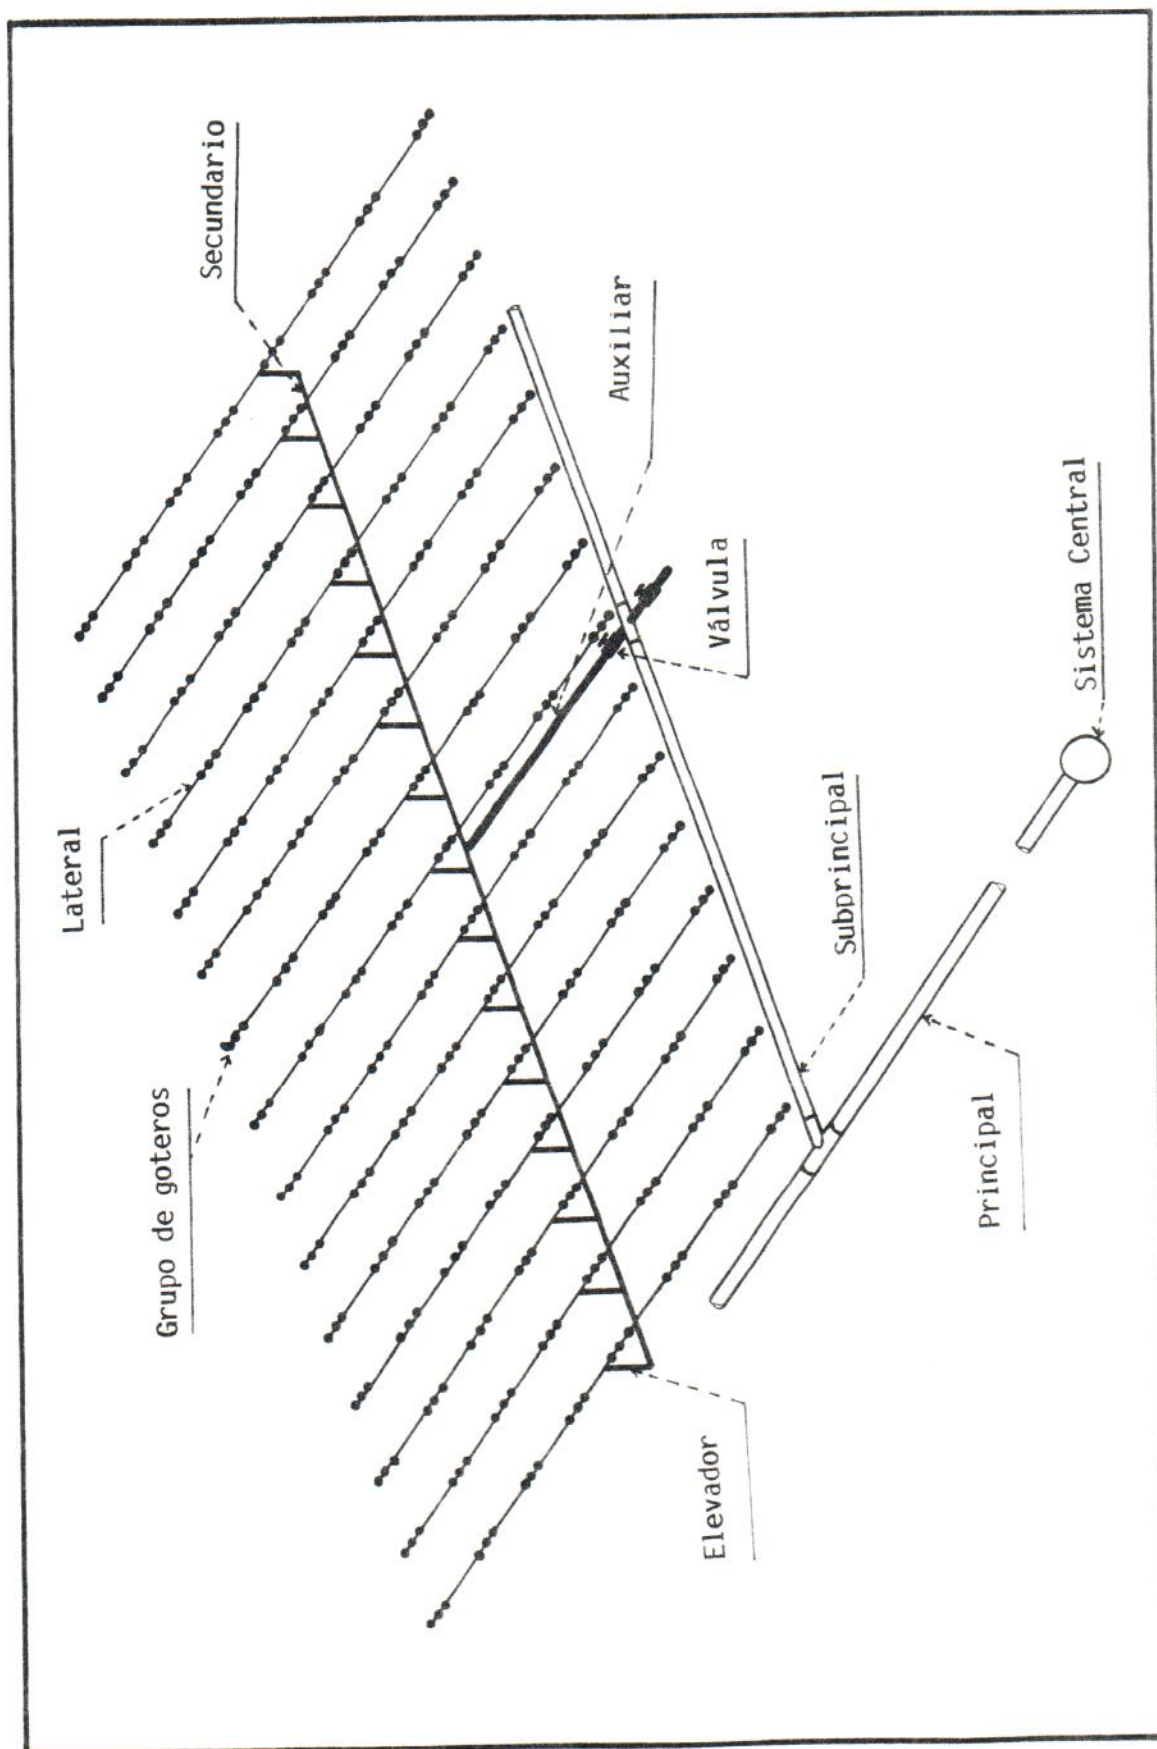 Lateral
Secundario
Grupo de goteros
Auxiliar
Válvula
Elevador
Subprincipal
Principal
Sistema Central